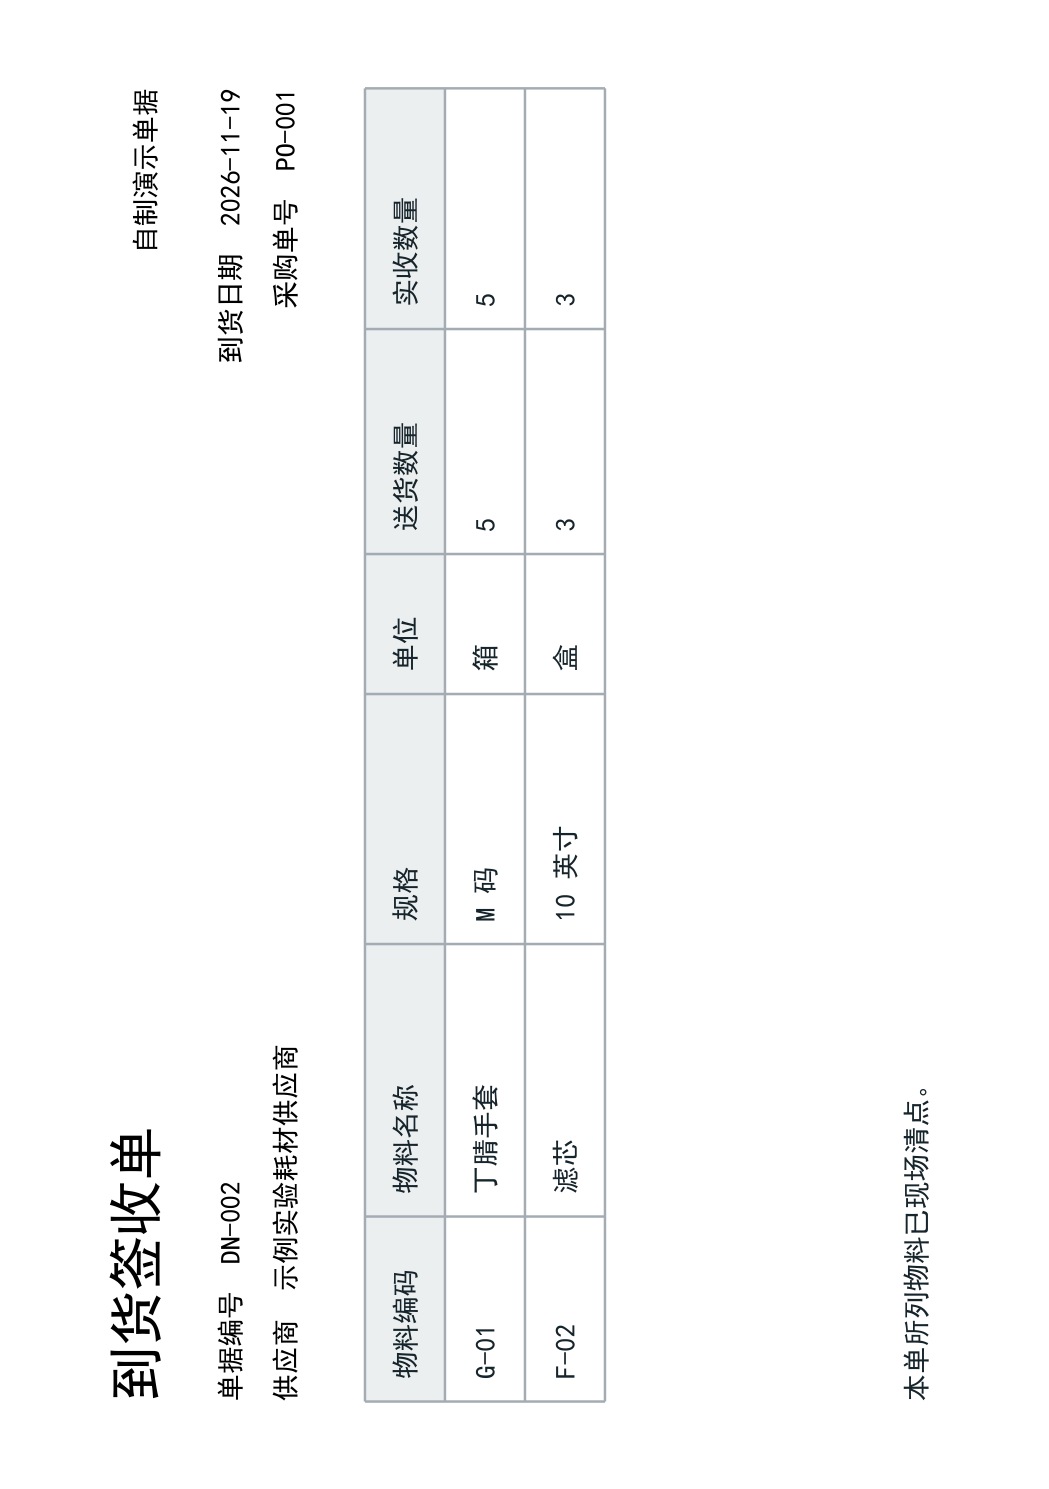 到货签收单
自制演示单据
单据编号 DN-002 到货日期 2026-11-19
供应商 示例实验耗材供应商 采购单号 PO-001
物料编码 物料名称 规格 单位 送货数量 实收数量
G-01 丁腈手套 M 码 箱 5 5
F-02 滤芯 10 英寸 盒 3 3
本单所列物料已现场清点。